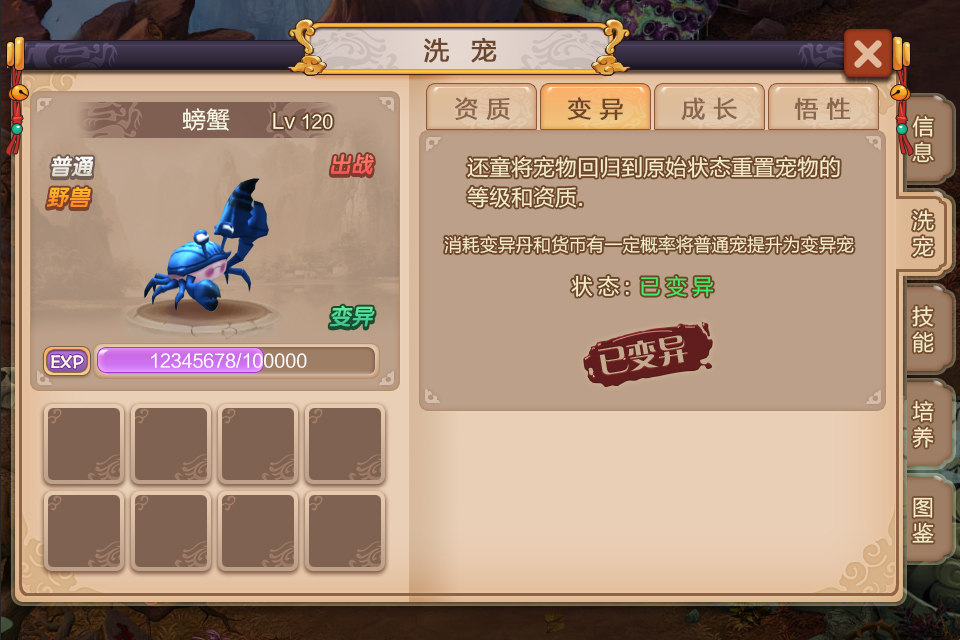 洗 宠
螃蟹 Lv 120
普通
出战
野兽
变异
EXP 12345678/100000
资质 变异 成长 悟性
还童将宠物回归到原始状态重置宠物的
等级和资质.
消耗变异丹和货币有一定概率将普通宠提升为变异宠
状态:已变异
已变异
信息
洗宠
技能
培养
图鉴